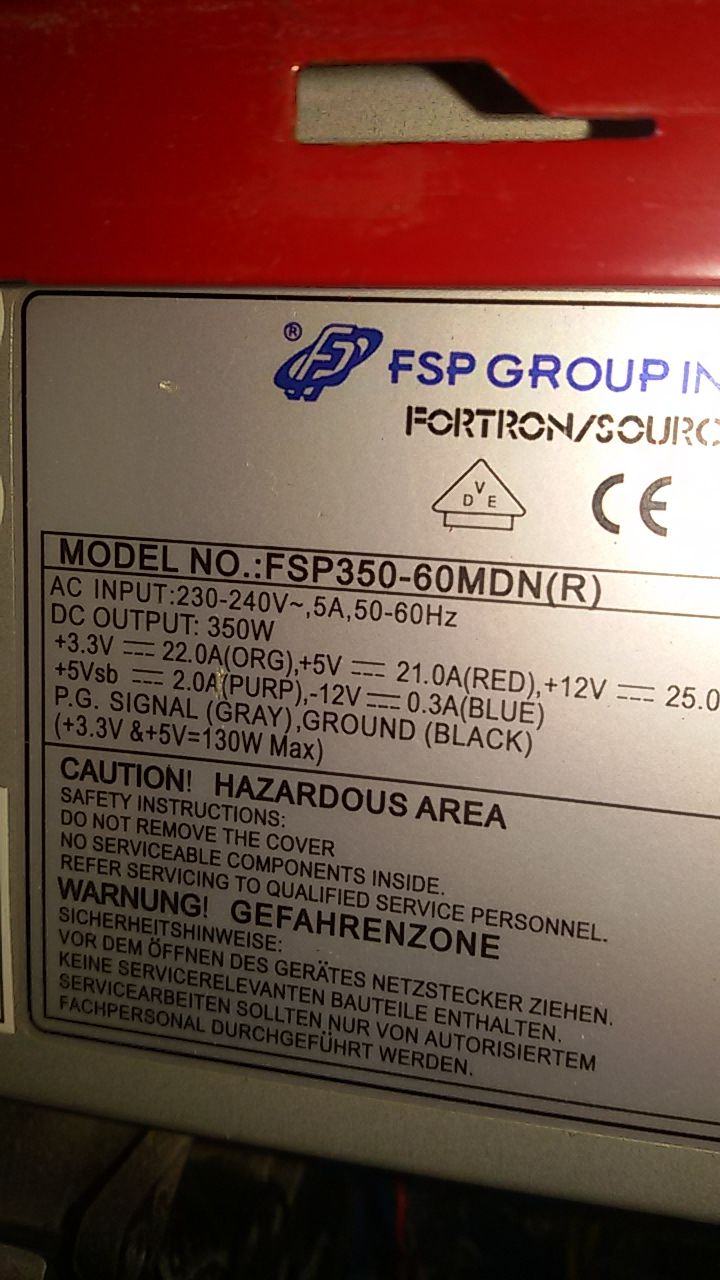 ®
FSP GROUP
FORTRON/
VDE
CE
MODEL NO.:FSP350-60MDN(R)
AC INPUT:230-240V~,5A,50-60Hz
DC OUTPUT: 350W
+3.3V ⎓ 22.0A(ORG),+5V ⎓ 21.0A(RED),+12V ⎓ 25.0
+5Vsb ⎓ 2.0A(PURP),-12V ⎓ 0.3A(BLUE)
P.G. SIGNAL (GRAY),GROUND (BLACK)
(+3.3V &+5V=130W Max)
CAUTION! HAZARDOUS AREA
SAFETY INSTRUCTIONS:
DO NOT REMOVE THE COVER
NO SERVICEABLE COMPONENTS INSIDE.
REFER SERVICING TO QUALIFIED SERVICE PERSONNEL.
WARNUNG! GEFAHRENZONE
SICHERHEITSHINWEISE:
VOR DEM ÖFFNEN DES GERÄTES NETZSTECKER ZIEHEN.
KEINE SERVICERELEVANTEN BAUTEILE ENTHALTEN.
SERVICEARBEITEN SOLLTEN NUR VON AUTORISIERTEM
FACHPERSONAL DURCHGEFÜHRT WERDEN.